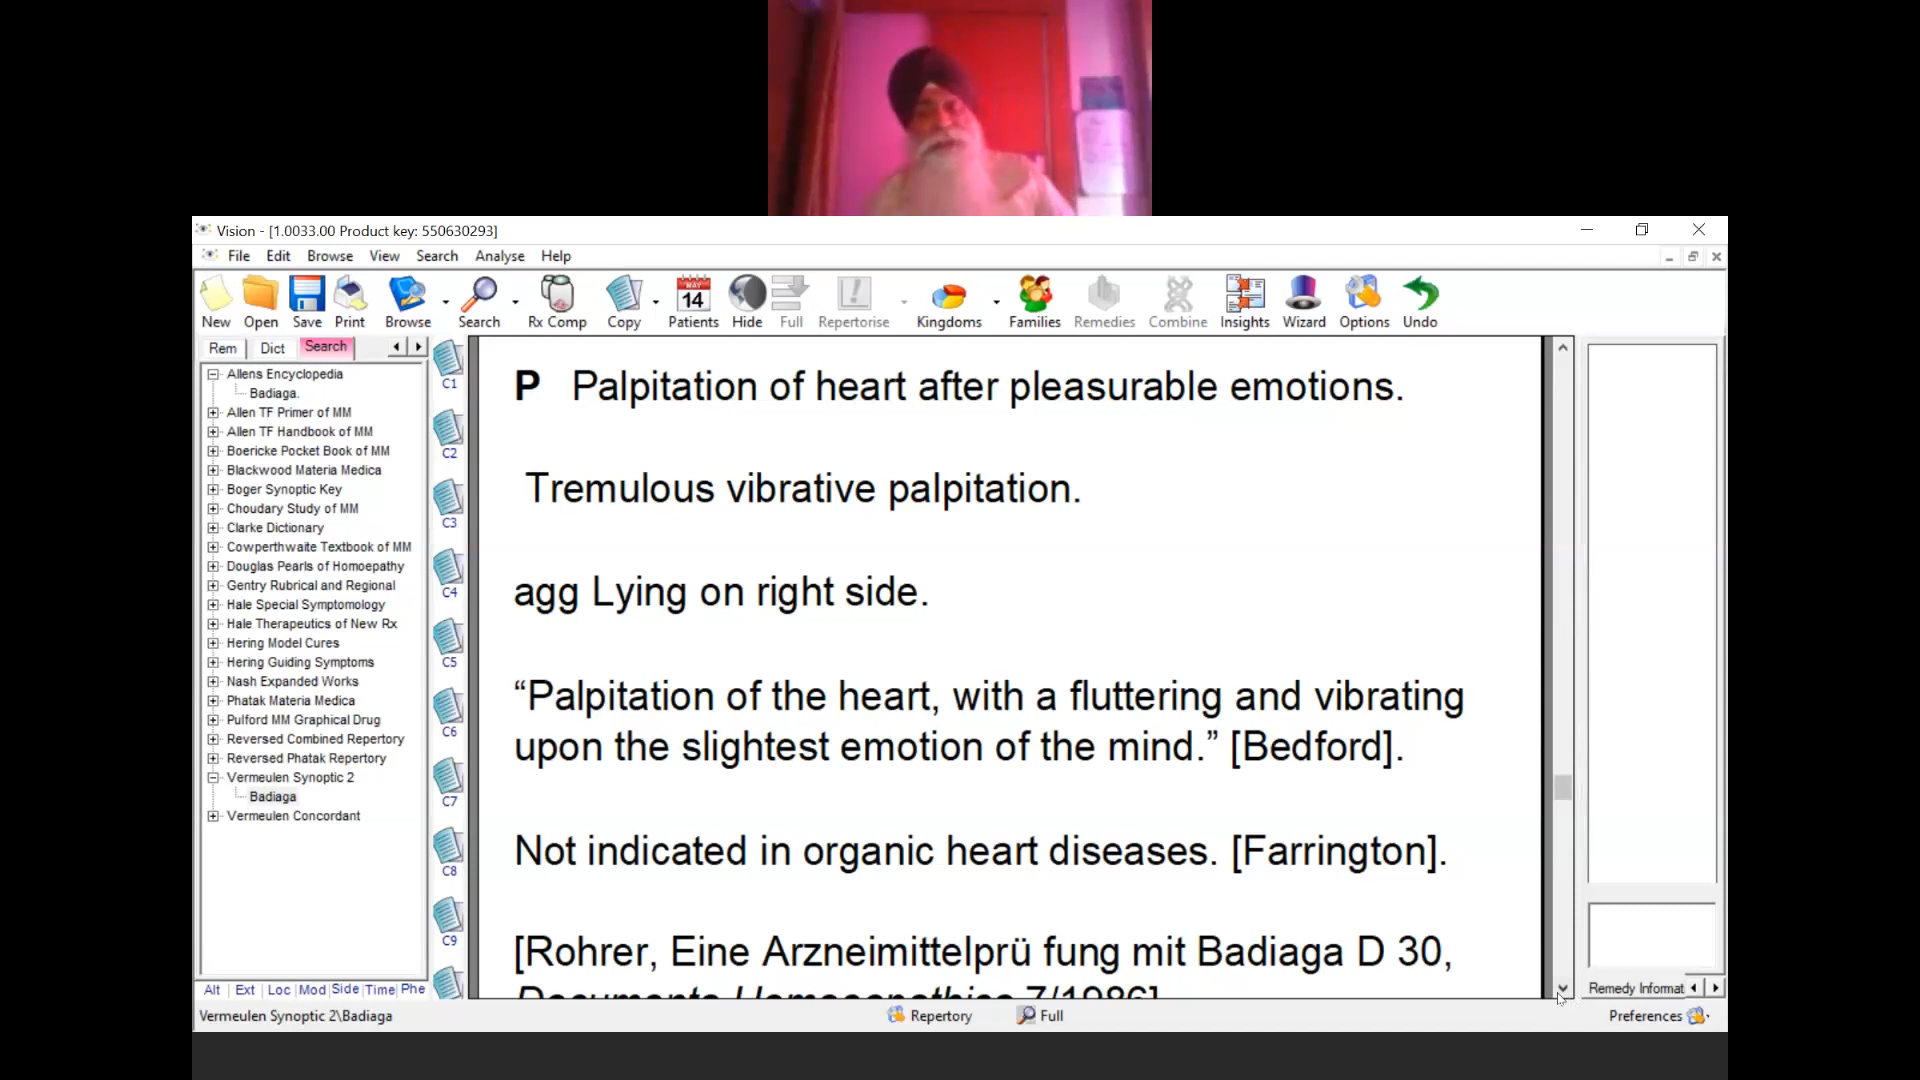 Vision - [1.0033.00 Product key: 550630293]
File Edit Browse View Search Analyse Help
MAY
14
New Open Save Print Browse Search Rx Comp Copy Patients Hide Full Repertorise Kingdoms Families Remedies Combine Insights Wizard Options Undo
Rem Dict Search
Allens Encyclopedia
Badiaga.
Allen TF Primer of MM
Allen TF Handbook of MM
Boericke Pocket Book of MM
Blackwood Materia Medica
Boger Synoptic Key
Choudary Study of MM
Clarke Dictionary
Cowperthwaite Textbook of MM
Douglas Pearls of Homoepathy
Gentry Rubrical and Regional
Hale Special Symptomology
Hale Therapeutics of New Rx
Hering Model Cures
Hering Guiding Symptoms
Nash Expanded Works
Phatak Materia Medica
Pulford MM Graphical Drug
Reversed Combined Repertory
Reversed Phatak Repertory
Vermeulen Synoptic 2
Badiaga
Vermeulen Concordant
Alt Ext Loc Mod Side Time Phe
C1
C2
C3
C4
C5
C6
C7
C8
C9
P Palpitation of heart after pleasurable emotions.
Tremulous vibrative palpitation.
agg Lying on right side.
“Palpitation of the heart, with a fluttering and vibrating
upon the slightest emotion of the mind.” [Bedford].
Not indicated in organic heart diseases. [Farrington].
[Rohrer, Eine Arzneimittelprü fung mit Badiaga D 30,
Documenta Homoeopathica 7/1986]
Remedy Informat
Vermeulen Synoptic 2\Badiaga
Repertory
Full
Preferences